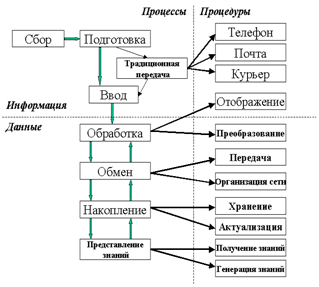 Процессы
Процедуры
Сбор
Подготовка
Телефон
Традиционная
передача
Почта
Курьер
Ввод
Информация
Отображение
Данные
Обработка
Преобразование
Обмен
Передача
Организация сети
Накопление
Хранение
Актуализация
Представление
знаний
Получение знаний
Генерация знаний